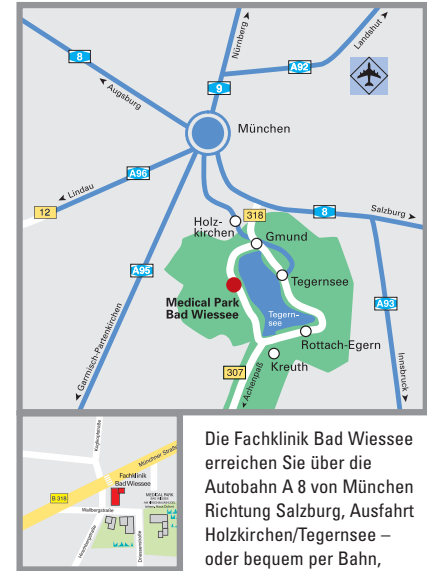 Nürnberg
Landshut
8
A92
9
Augsburg
München
A96
Lindau
12
Holz-
kirchen
318
8
Salzburg
Gmund
A95
Tegernsee
A93
Medical Park
Bad Wiessee
Tegern-
see
Garmisch-Partenkirchen
Rottach-Egern
Innsbruck
307
Kreuth
Achenpaß
Münchner Straße
Fachklinik
Bad Wiessee
B 318
MEDICAL PARK
Wallbergstraße
Die Fachklinik Bad Wiessee
erreichen Sie über die
Autobahn A 8 von München
Richtung Salzburg, Ausfahrt
Holzkirchen/Tegernsee –
oder bequem per Bahn,